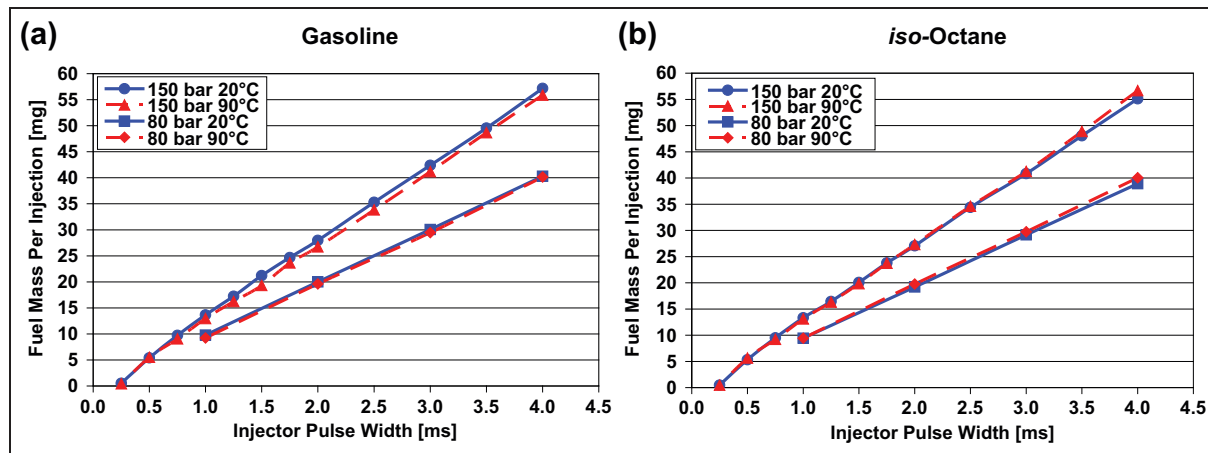 (a)
Gasoline
Fuel Mass Per Injection [mg]
60
55
50
45
40
35
30
25
20
15
10
5
0
150 bar 20°C
150 bar 90°C
80 bar 20°C
80 bar 90°C
0.0 0.5 1.0 1.5 2.0 2.5 3.0 3.5 4.0 4.5
Injector Pulse Width [ms]
(b)
iso-Octane
Fuel Mass Per Injection [mg]
60
55
50
45
40
35
30
25
20
15
10
5
0
150 bar 20°C
150 bar 90°C
80 bar 20°C
80 bar 90°C
0.0 0.5 1.0 1.5 2.0 2.5 3.0 3.5 4.0 4.5
Injector Pulse Width [ms]